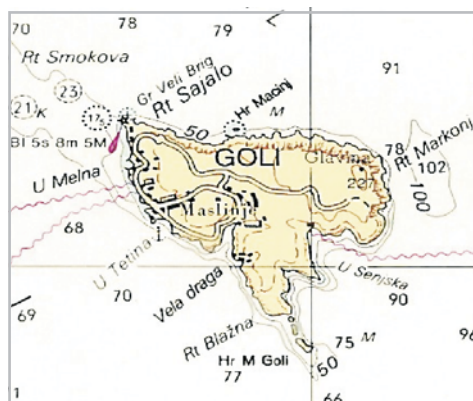 70
78
79
91
Rt Smokova
Gr Veli Brig
Rt Sajalo
23
21 K
17₅
Hr Macinj
M
50
Bl 5s 8m 5M
GOLI
Glavina
227
78
Rt Markonj
102
100
U Melna
Maslinje
68
U Tetina
U Senjska
70
Vela draga
90
69
Rt Blažna
75 M
96
Hr M Goli
77
50
1
66